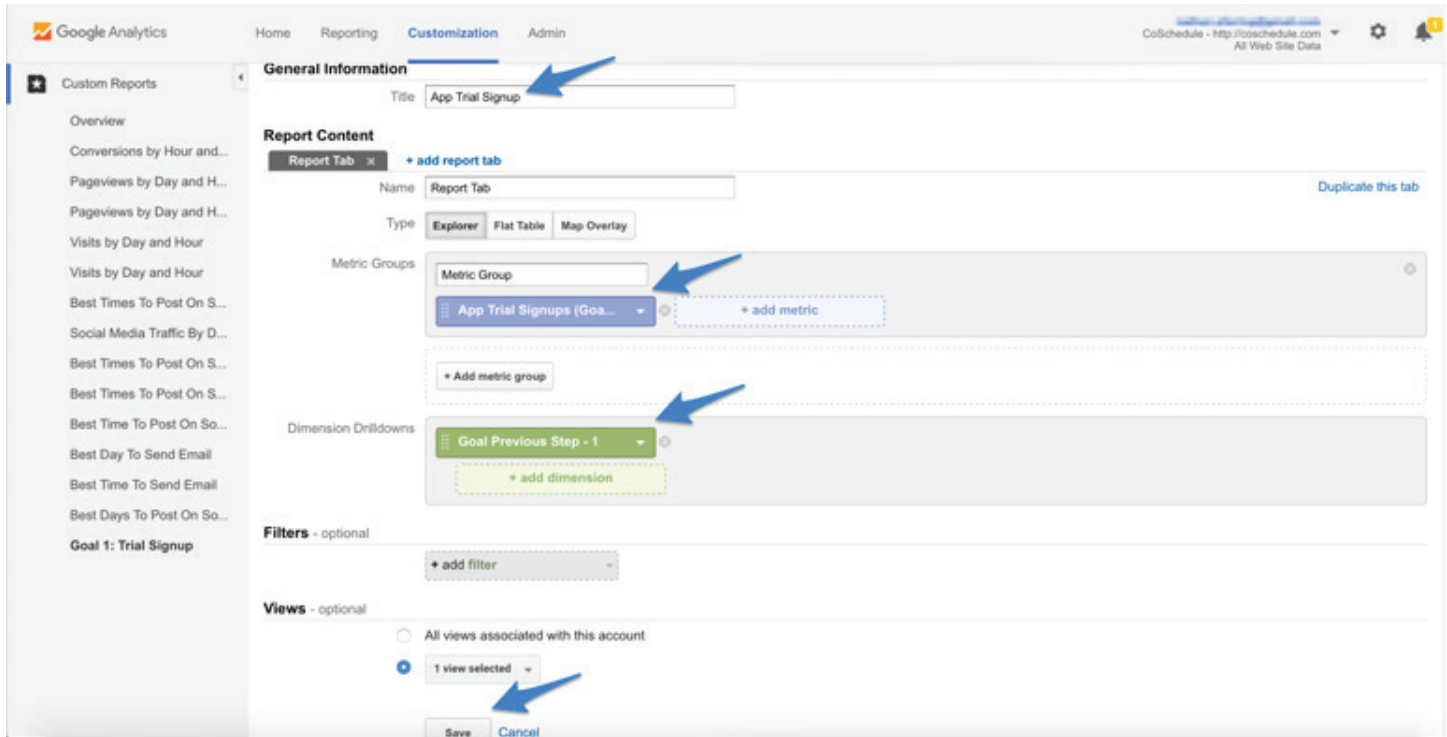 Google Analytics
Home Reporting Customization Admin
CoSchedule - http://coschedule.com
All Web Site Data
1
Custom Reports
Overview
Conversions by Hour and...
Pageviews by Day and H...
Pageviews by Day and H...
Visits by Day and Hour
Visits by Day and Hour
Best Times To Post On S...
Social Media Traffic By D...
Best Times To Post On S...
Best Times To Post On S...
Best Time To Post On So...
Best Day To Send Email
Best Time To Send Email
Best Days To Post On So...
Goal 1: Trial Signup
General Information
Title App Trial Signup
Report Content
Report Tab x + add report tab
Name Report Tab Duplicate this tab
Type Explorer Flat Table Map Overlay
Metric Groups
Metric Group
App Trial Signups (Goa... + add metric
+ Add metric group
Dimension Drilldowns
Goal Previous Step - 1
+ add dimension
Filters - optional
+ add filter
Views - optional
All views associated with this account
1 view selected
Save Cancel